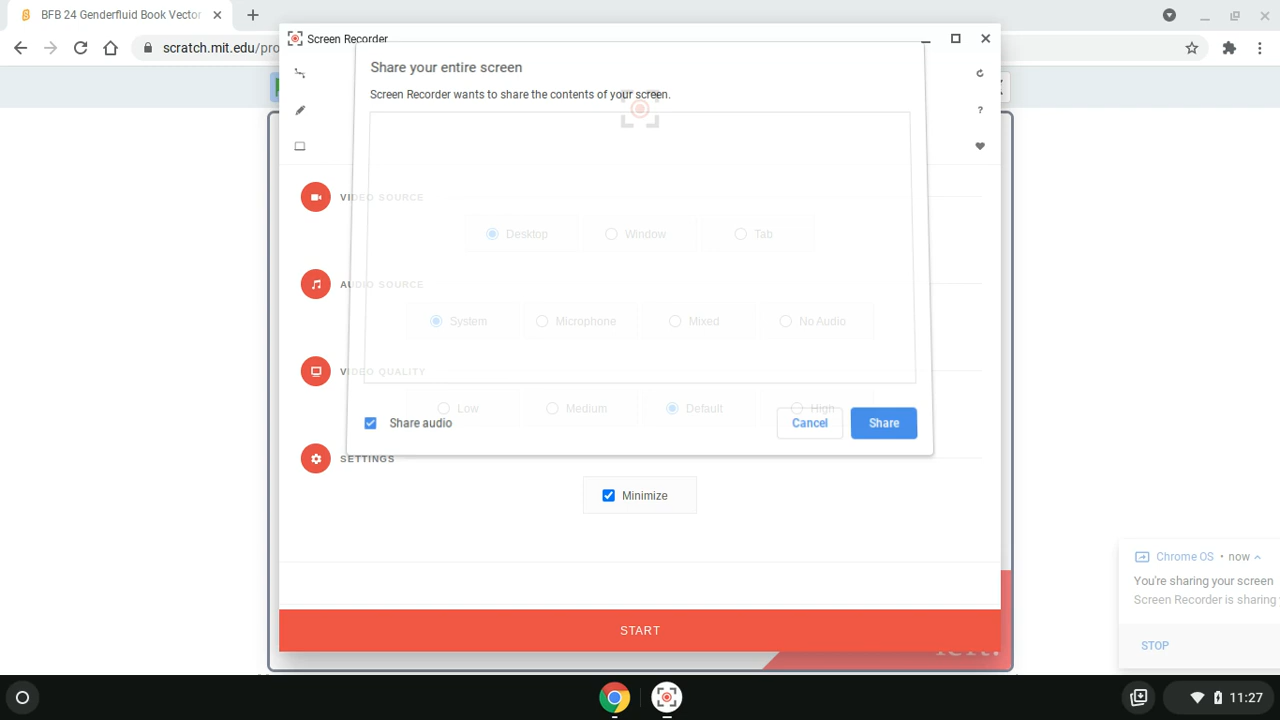 BFB 24 Genderfluid Book Vector
scratch.mit.edu/pro
Screen Recorder
Share your entire screen
Screen Recorder wants to share the contents of your screen.
?
VIDEO SOURCE
Desktop
Window
Tab
AUDIO SOURCE
System
Microphone
Mixed
No Audio
VIDEO QUALITY
Low
Medium
Default
High
Share audio
Cancel
Share
SETTINGS
Minimize
START
Chrome OS • now
You're sharing your screen
Screen Recorder is sharing
STOP
11:27